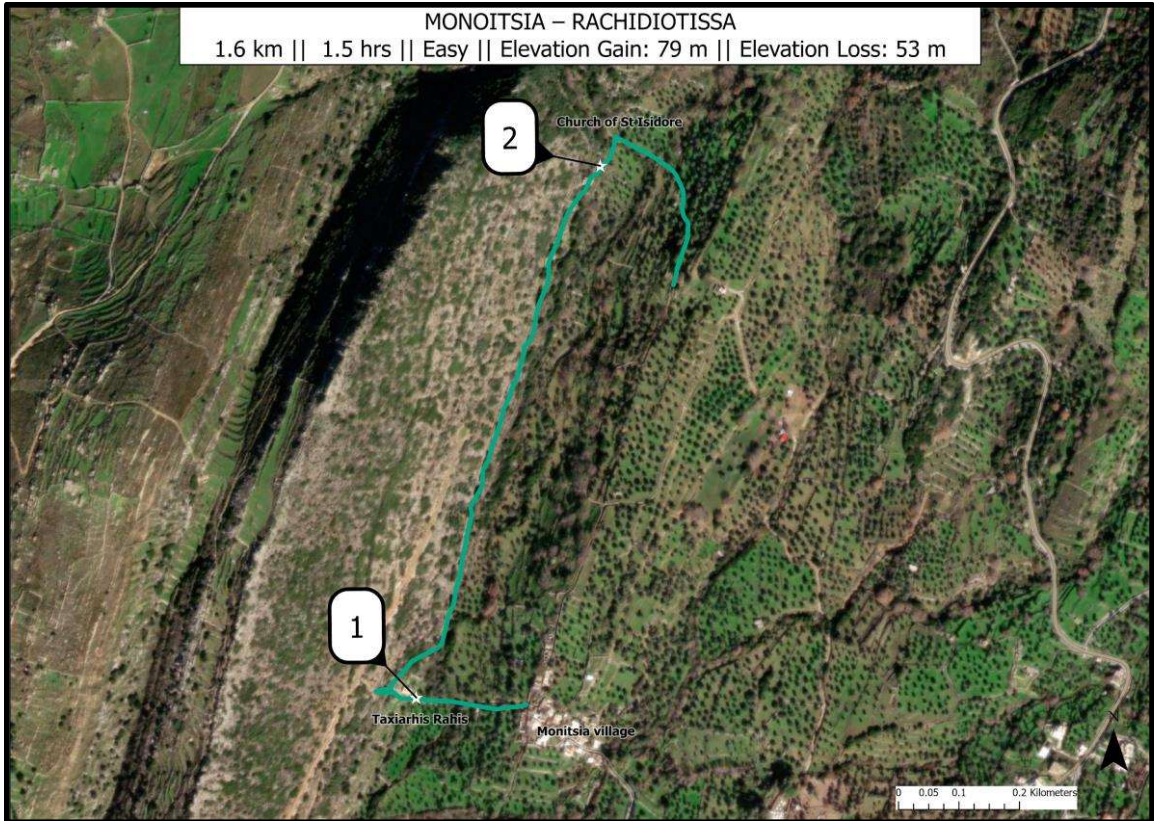 MONOITSIA – RACHIDIOTISSA
1.6 km || 1.5 hrs || Easy || Elevation Gain: 79 m || Elevation Loss: 53 m
Church of St Isidore
2
1
Taxiarhis Rahis
Monitsia village
N
0 0.05 0.1 0.2 Kilometers